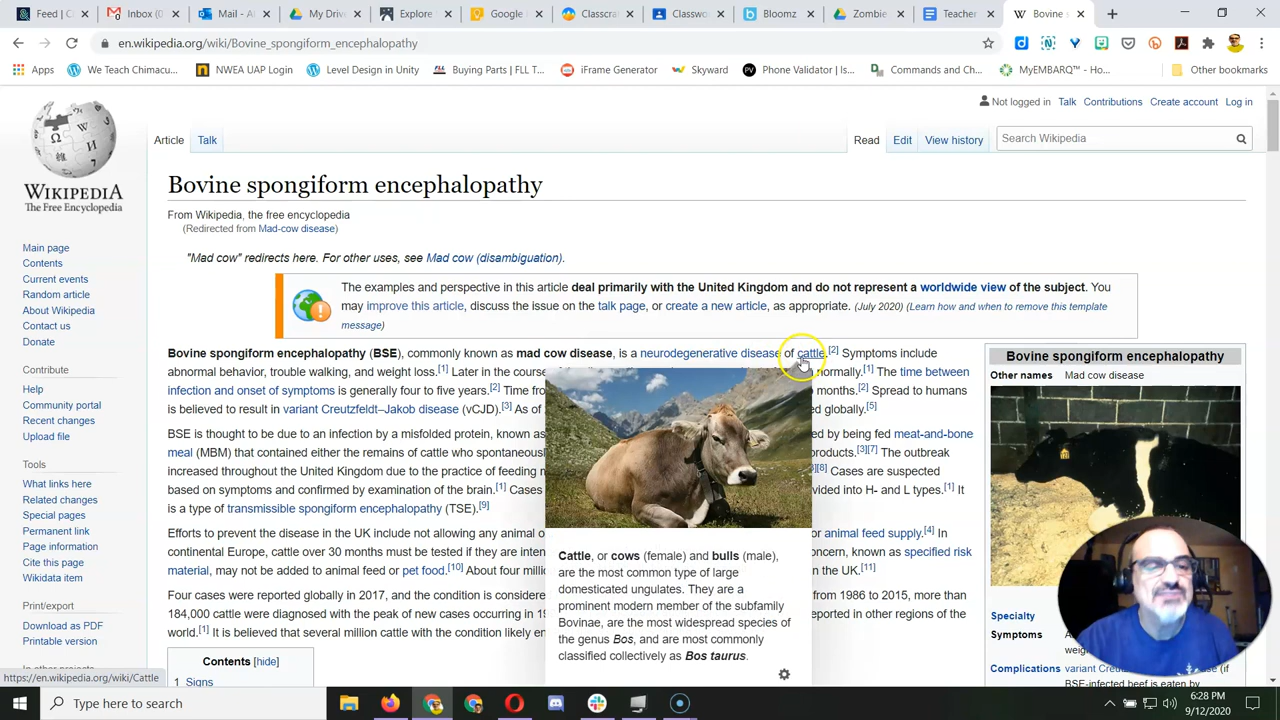 Feed | C
Inbox (0
Mail - Al
My Driv
Explore
Google
Classcra
Classwo
Bloomz
Zombie
Teacher
Bovine s
en.wikipedia.org/wiki/Bovine_spongiform_encephalopathy
Apps
We Teach Chimacu...
NWEA UAP Login
Level Design in Unity
Buying Parts | FLL T...
iFrame Generator
Skyward
Phone Validator | Is...
Commands and Ch...
MyEMBARQ™ - Ho...
Other bookmarks
Not logged in Talk Contributions Create account Log in
Article Talk
Read Edit View history
Search Wikipedia
WIKIPEDIA
The Free Encyclopedia
Bovine spongiform encephalopathy
From Wikipedia, the free encyclopedia
(Redirected from Mad-cow disease)
"Mad cow" redirects here. For other uses, see Mad cow (disambiguation).
The examples and perspective in this article deal primarily with the United Kingdom and do not represent a worldwide view of the subject. You
may improve this article, discuss the issue on the talk page, or create a new article, as appropriate. (July 2020) (Learn how and when to remove this template
message)
Bovine spongiform encephalopathy (BSE), commonly known as mad cow disease, is a neurodegenerative disease of cattle.[2] Symptoms include
abnormal behavior, trouble walking, and weight loss.[1] Later in the course normally.[1] The time between
infection and onset of symptoms is generally four to five years.[2] Time fro months.[2] Spread to humans
is believed to result in variant Creutzfeldt–Jakob disease (vCJD).[3] As of d globally.[5]
BSE is thought to be due to an infection by a misfolded protein, known as ed by being fed meat-and-bone
meal (MBM) that contained either the remains of cattle who spontaneous products.[3][7] The outbreak
increased throughout the United Kingdom due to the practice of feeding m [8] Cases are suspected
based on symptoms and confirmed by examination of the brain.[1] Cases vided into H- and L types.[1] It
is a type of transmissible spongiform encephalopathy (TSE).[9]
Efforts to prevent the disease in the UK include not allowing any animal o or animal feed supply.[4] In
continental Europe, cattle over 30 months must be tested if they are inten ncern, known as specified risk
material, may not be added to animal feed or pet food.[10] About four millio n the UK.[11]
Four cases were reported globally in 2017, and the condition is considere from 1986 to 2015, more than
184,000 cattle were diagnosed with the peak of new cases occurring in 19 reported in other regions of the
world.[1] It is believed that several million cattle with the condition likely en
Contents [hide]
1 Signs
Cattle, or cows (female) and bulls (male),
are the most common type of large
domesticated ungulates. They are a
prominent modern member of the subfamily
Bovinae, are the most widespread species of
the genus Bos, and are most commonly
classified collectively as Bos taurus.
Bovine spongiform encephalopathy
Other names Mad cow disease
Specialty
Symptoms A
weig
Complications variant Creu
BSE-infected beef is eaten by
Main page
Contents
Current events
Random article
About Wikipedia
Contact us
Donate
Contribute
Help
Community portal
Recent changes
Upload file
Tools
What links here
Related changes
Special pages
Permanent link
Page information
Cite this page
Wikidata item
Print/export
Download as PDF
Printable version
In other projects
https://en.wikipedia.org/wiki/Cattle
Type here to search
6:28 PM
9/12/2020